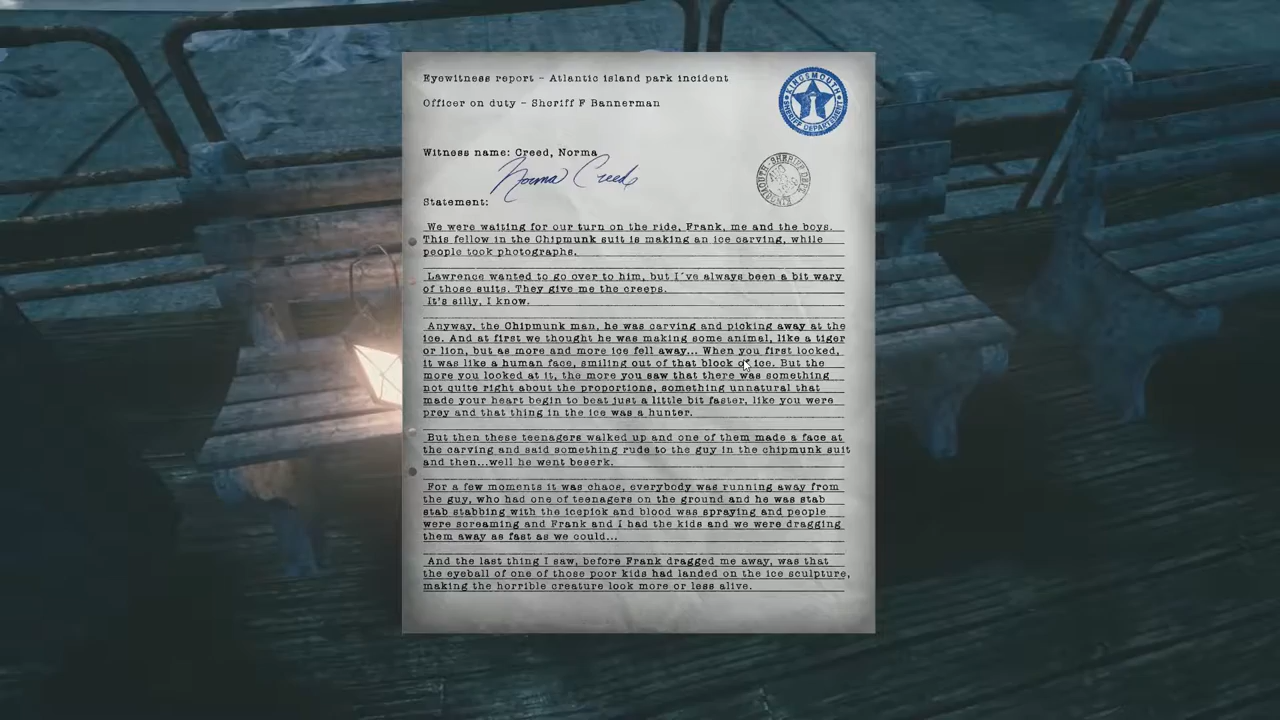 Eyewitness report - Atlantic island park incident
KINGSMOUTH
SHERIFF DEPARTMENT
Officer on duty - Sheriff F Bannerman
Witness name: Creed, Norma
Norma Creed
Statement:
We were waiting for our turn on the ride, Frank, me and the boys.
This fellow in the Chipmunk suit is making an ice carving, while
people took photographs.
Lawrence wanted to go over to him, but I´ve always been a bit wary
of those suits. They give me the creeps.
It's silly, I know.
Anyway, the Chipmunk man, he was carving and picking away at the
ice. And at first we thought he was making some animal, like a tiger
or lion, but as more and more ice fell away... When you first looked,
it was like a human face, smiling out of that block of ice. But the
more you looked at it, the more you saw that there was something
not quite right about the proportions, something unnatural that
made your heart begin to beat just a little bit faster, like you were
prey and that thing in the ice was a hunter.
But then these teenagers walked up and one of them made a face at
the carving and said something rude to the guy in the chipmunk suit
and then...well he went beserk.
For a few moments it was chaos, everybody was running away from
the guy, who had one of teenagers on the ground and he was stab
stab stabbing with the icepick and blood was spraying and people
were screaming and Frank and I had the kids and we were dragging
them away as fast as we could...
And the last thing I saw, before Frank dragged me away, was that
the eyeball of one of those poor kids had landed on the ice sculpture,
making the horrible creature look more or less alive.